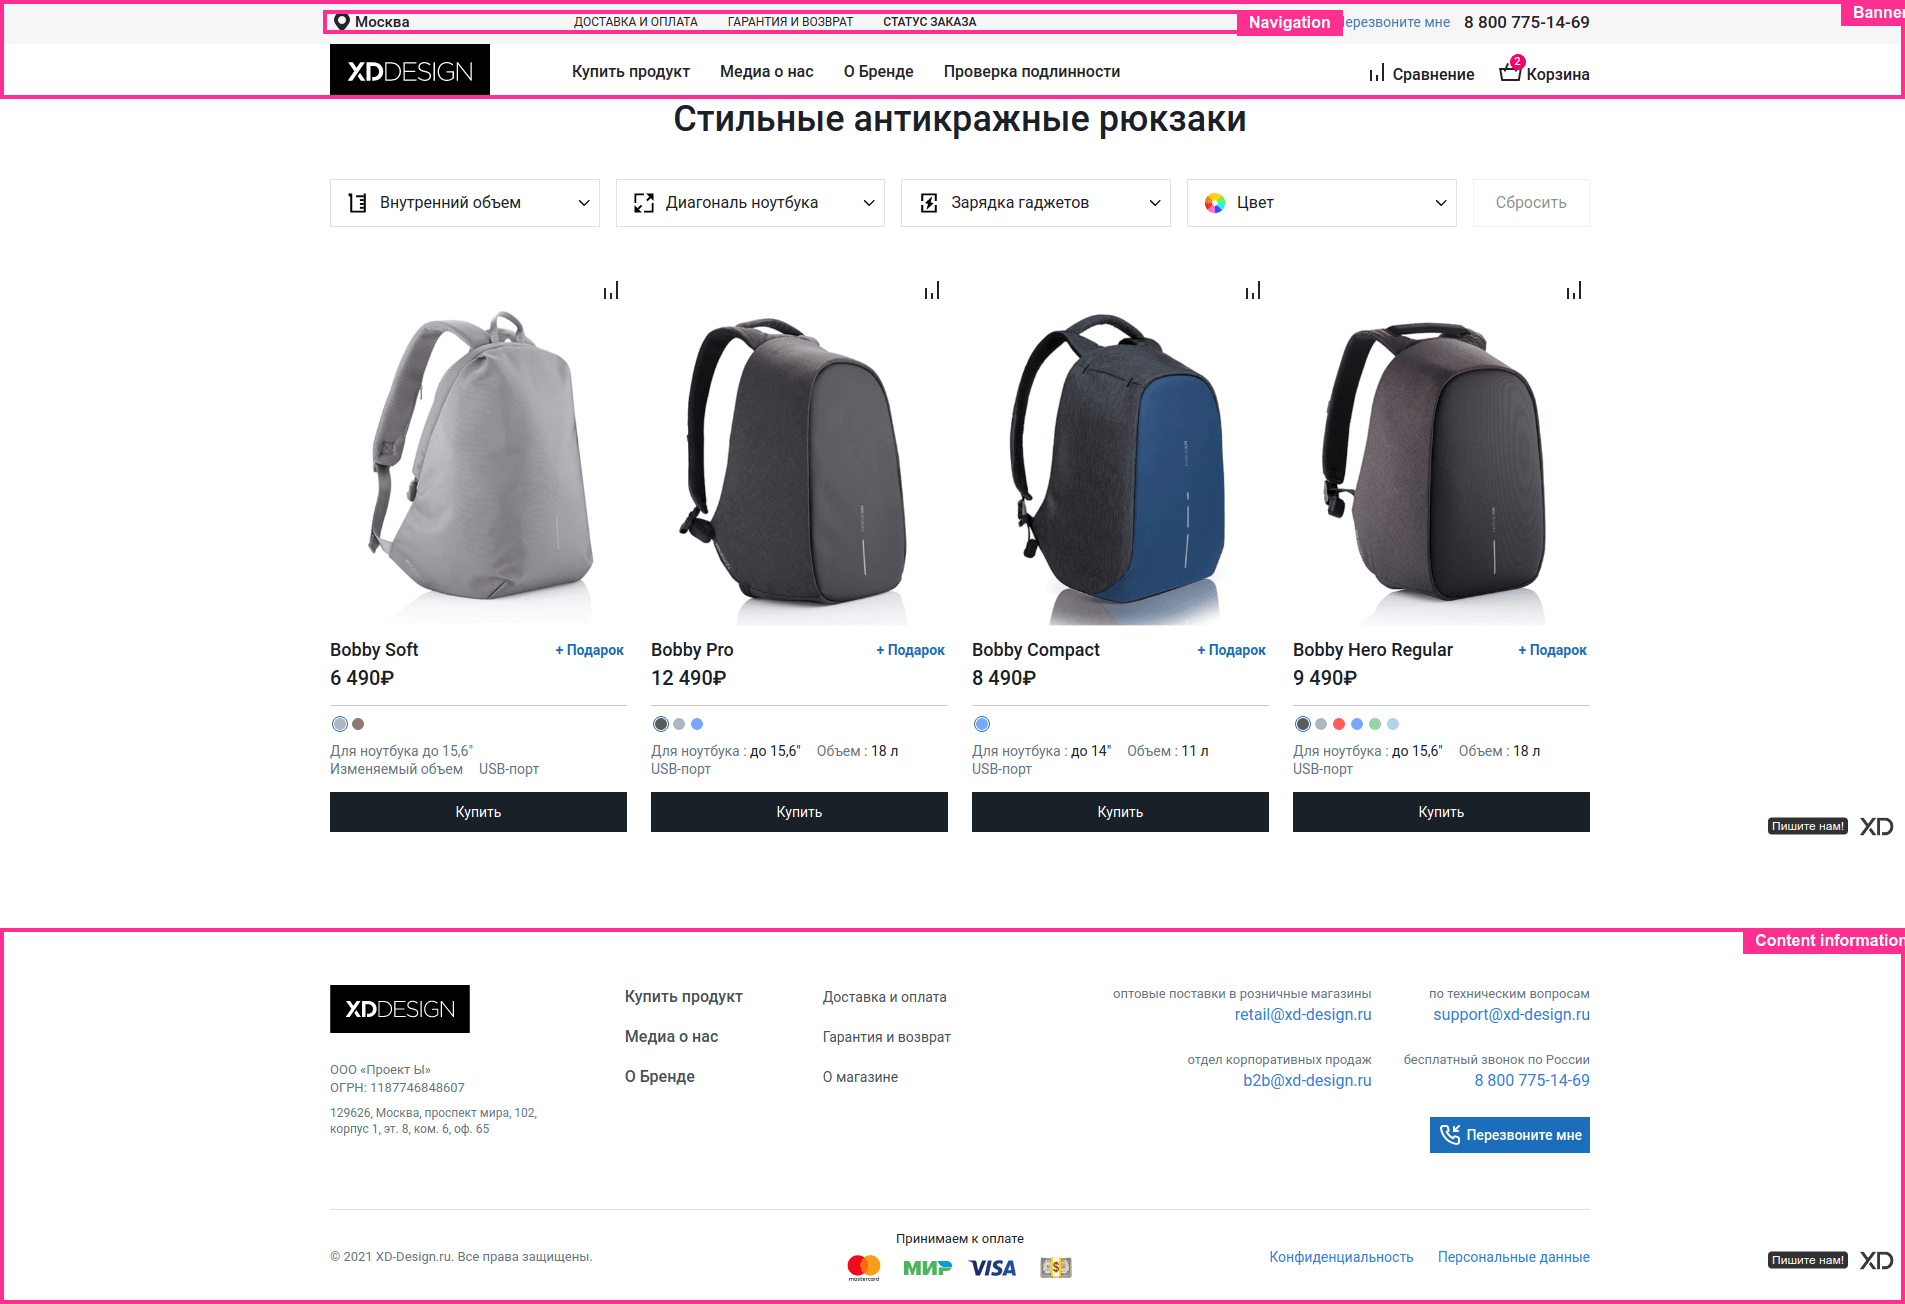 Banner
Москва
ДОСТАВКА И ОПЛАТА
ГАРАНТИЯ И ВОЗВРАТ
СТАТУС ЗАКАЗА
Navigation
8 800 775-14-69
XDDESIGN
Купить продукт
Медиа о нас
О Бренде
Проверка подлинности
Сравнение
2
Корзина
Стильные антикражные рюкзаки
Внутренний объем
Диагональ ноутбука
Зарядка гаджетов
Цвет
Сбросить
Bobby Soft
+ Подарок
6 490₽
Для ноутбука до 15,6"
Изменяемый объем USB-порт
Купить
Bobby Pro
+ Подарок
12 490₽
Для ноутбука : до 15,6" Объем : 18 л
USB-порт
Купить
Bobby Compact
+ Подарок
8 490₽
Для ноутбука : до 14" Объем : 11 л
USB-порт
Купить
Bobby Hero Regular
+ Подарок
9 490₽
Для ноутбука : до 15,6" Объем : 18 л
USB-порт
Купить
Пишите нам! XD
Content information
XDDESIGN
ООО «Проект Ы»
ОГРН: 1187746848607
129626, Москва, проспект мира, 102,
корпус 1, эт. 8, ком. 6, оф. 65
Купить продукт
Медиа о нас
О Бренде
Доставка и оплата
Гарантия и возврат
О магазине
оптовые поставки в розничные магазины
retail@xd-design.ru
по техническим вопросам
support@xd-design.ru
отдел корпоративных продаж
b2b@xd-design.ru
бесплатный звонок по России
8 800 775-14-69
Перезвоните мне
© 2021 XD-Design.ru. Все права защищены.
Принимаем к оплате
mastercard
МИР
VISA
Конфиденциальность
Персональные данные
Пишите нам! XD